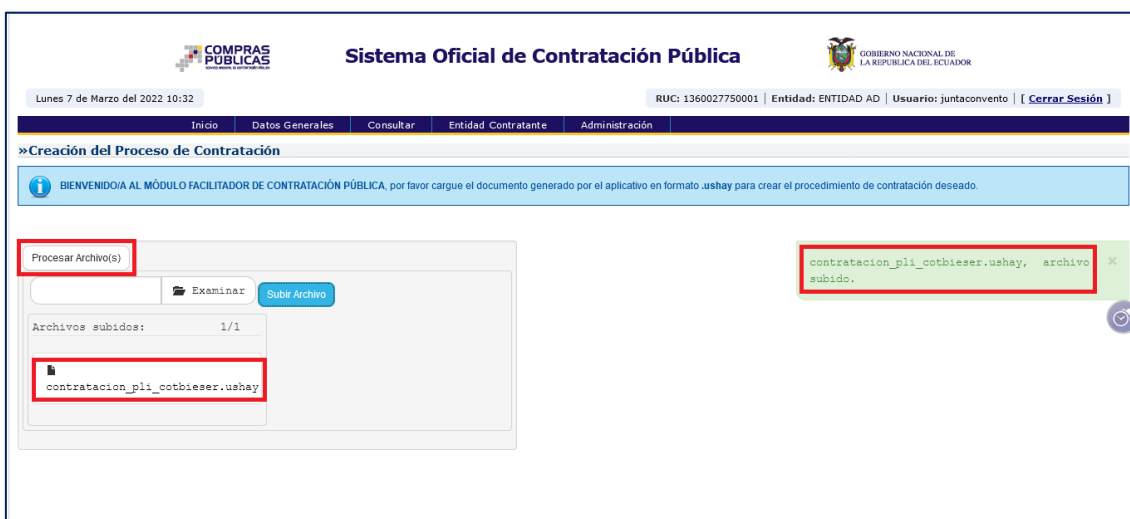 COMPRAS
PÚBLICAS
Sistema Oficial de Contratación Pública
GOBIERNO NACIONAL DE
LA REPUBLICA DEL ECUADOR
Lunes 7 de Marzo del 2022 10:32
RUC: 1360027750001 | Entidad: ENTIDAD AD | Usuario: juntaconvento | [ Cerrar Sesión ]
Inicio Datos Generales Consultar Entidad Contratante Administración
»Creación del Proceso de Contratación
BIENVENIDO/A AL MÓDULO FACILITADOR DE CONTRATACIÓN PÚBLICA, por favor cargue el documento generado por el aplicativo en formato .ushay para crear el procedimiento de contratación deseado.
Procesar Archivo(s)
contratacion_pli_cotbieser.ushay, archivo ×
subido.
Examinar Subir Archivo
Archivos subidos: 1/1
contratacion_pli_cotbieser.ushay